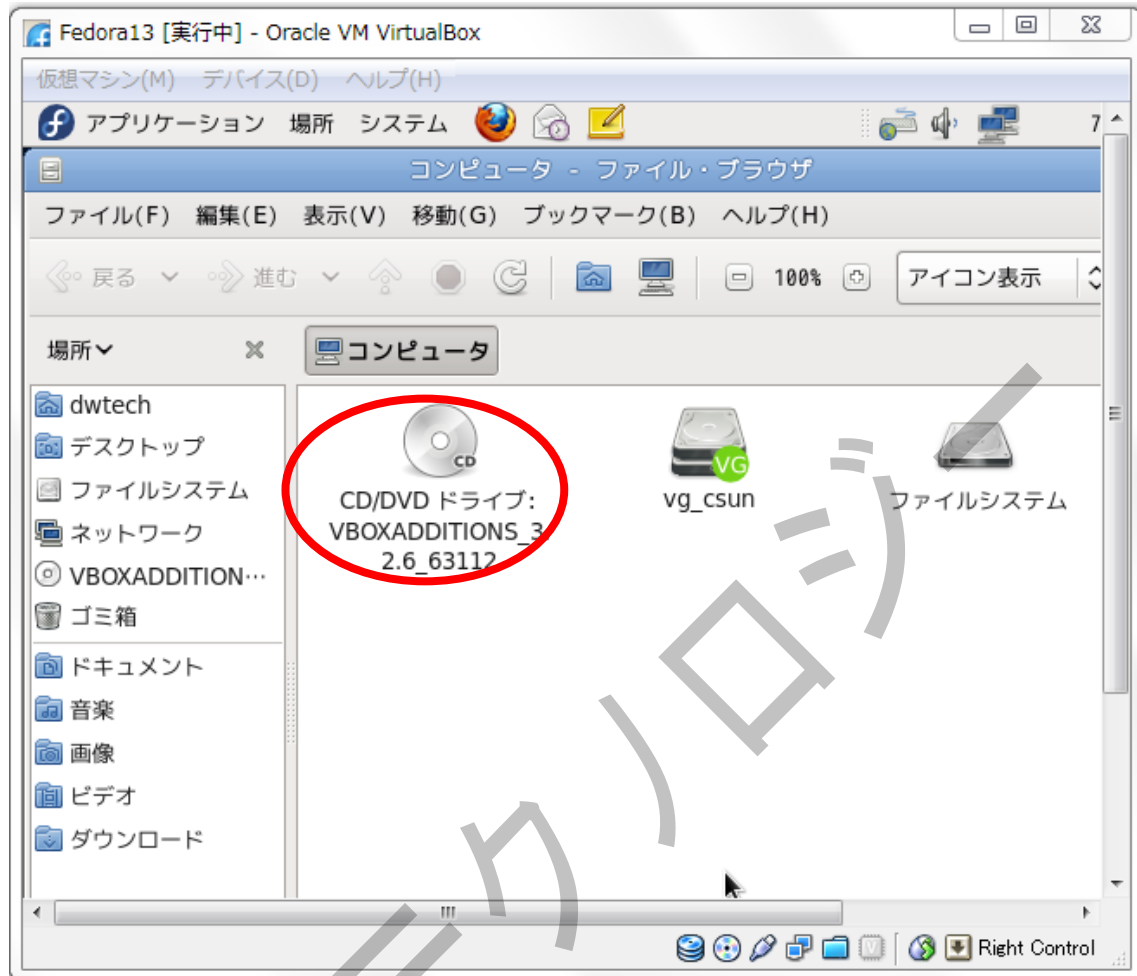 Fedora13 [実行中] - Oracle VM VirtualBox
仮想マシン(M) デバイス(D) ヘルプ(H)
アプリケーション 場所 システム 7
コンピュータ - ファイル・ブラウザ
ファイル(F) 編集(E) 表示(V) 移動(G) ブックマーク(B) ヘルプ(H)
戻る 進む 100% アイコン表示
場所 コンピュータ
dwtech
デスクトップ
ファイルシステム
ネットワーク
VBOXADDITION…
ゴミ箱
ドキュメント
音楽
画像
ビデオ
ダウンロード
CD
CD/DVD ドライブ:
VBOXADDITIONS_3.
2.6_63112
VG
vg_csun
ファイルシステム
Right Control
クノロジー